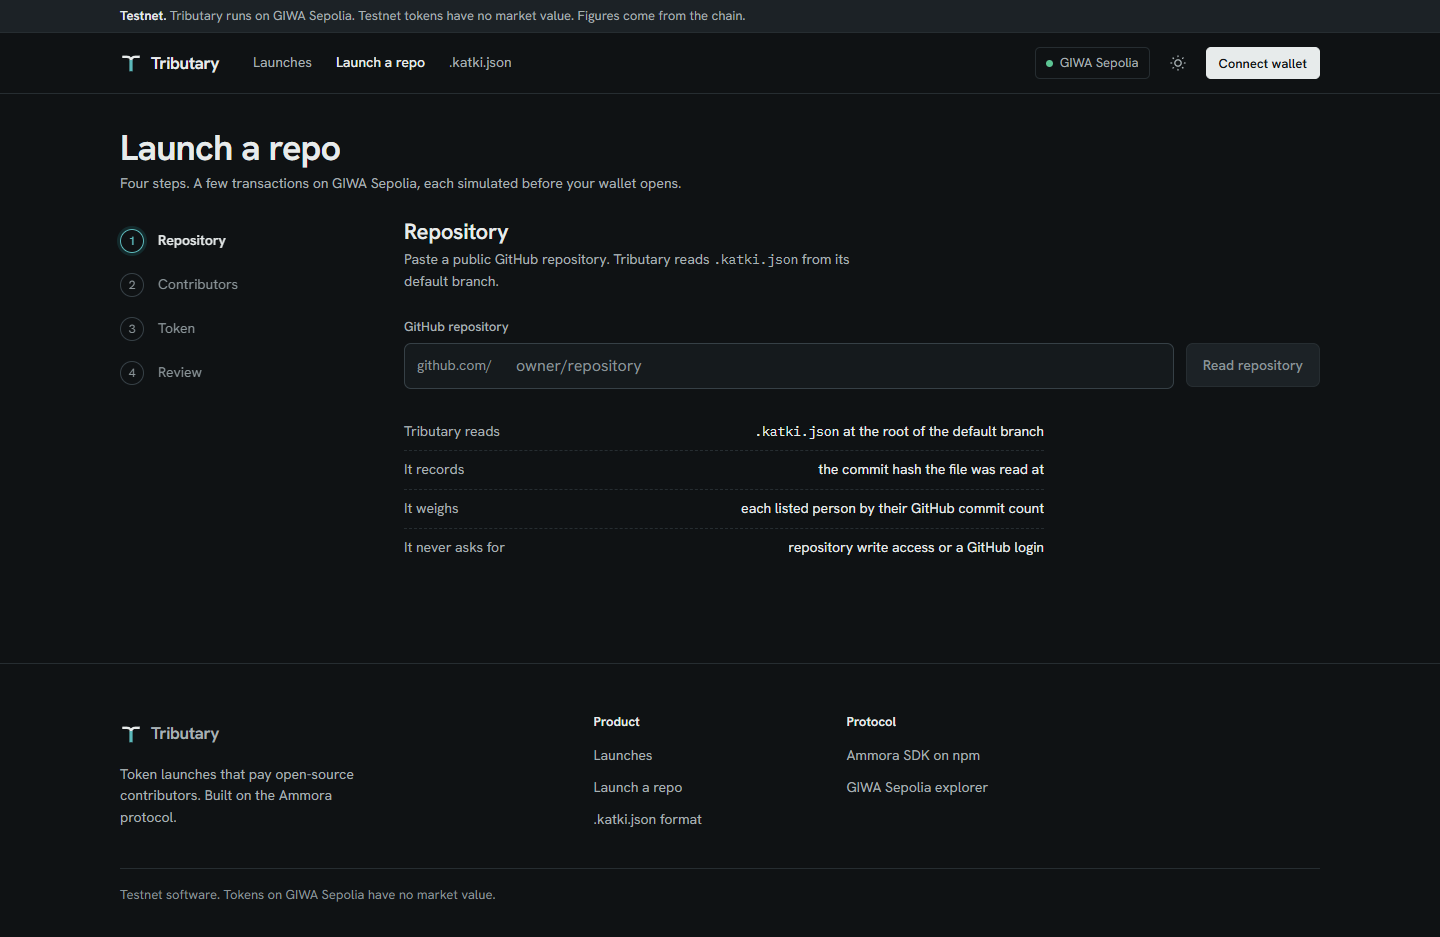 Testnet. Tributary runs on GIWA Sepolia. Testnet tokens have no market value. Figures come from the chain.
Tributary
Launches
Launch a repo
.katki.json
GIWA Sepolia
Connect wallet
Launch a repo
Four steps. A few transactions on GIWA Sepolia, each simulated before your wallet opens.
1 Repository
2 Contributors
3 Token
4 Review
Repository
Paste a public GitHub repository. Tributary reads .katki.json from its
default branch.
GitHub repository
github.com/ owner/repository
Read repository
Tributary reads .katki.json at the root of the default branch
It records the commit hash the file was read at
It weighs each listed person by their GitHub commit count
It never asks for repository write access or a GitHub login
Tributary
Token launches that pay open-source
contributors. Built on the Ammora
protocol.
Product
Launches
Launch a repo
.katki.json format
Protocol
Ammora SDK on npm
GIWA Sepolia explorer
Testnet software. Tokens on GIWA Sepolia have no market value.